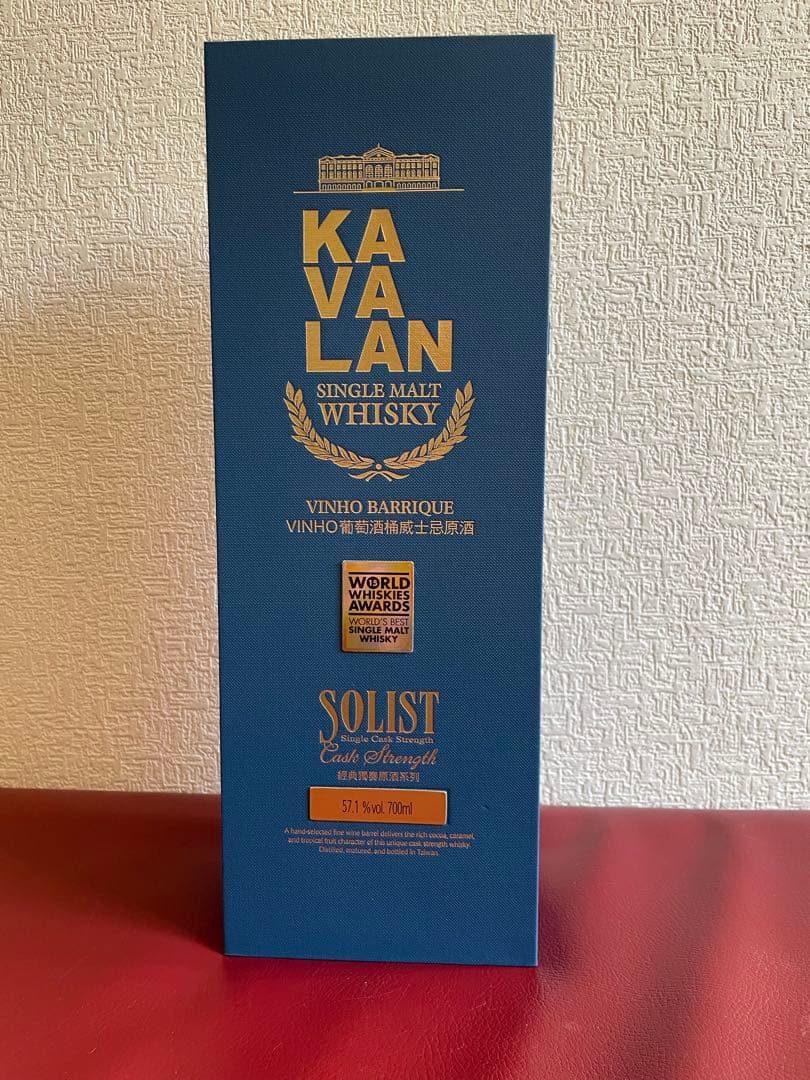 KA
VA
LAN
SINGLE MALT
WHISKY
VINHO BARRIQUE
VINHO葡萄酒桶威士忌原酒
WORLD
WHISKIES
AWARDS
WORLD'S BEST
SINGLE MALT
WHISKY
SOLIST
Single Cask Strength
Cask Strength
經典獨奏原酒系列
57.1 %vol. 700ml
A hand-selected fine wine barrel delivers the rich cocoa, caramel,
and tropical fruit character of this unique cask strength whisky.
Distilled, matured, and bottled in Taiwan.